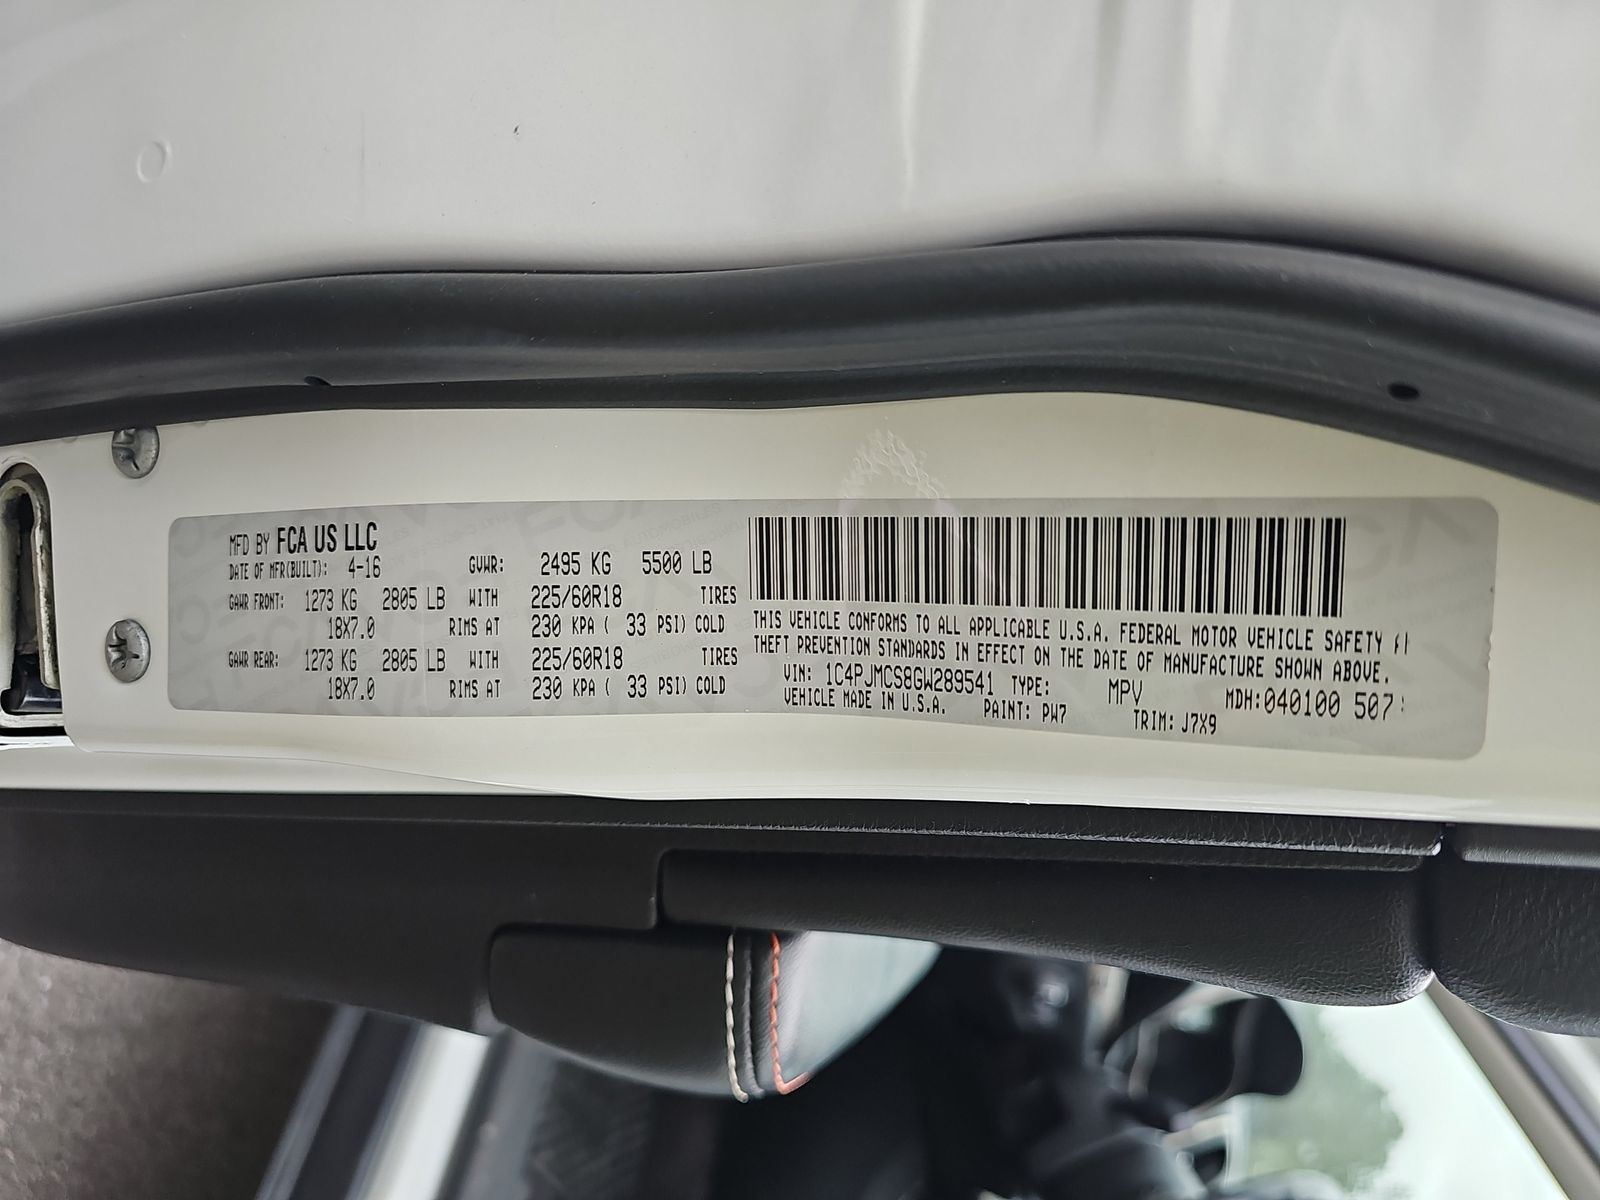 MFD BY FCA US LLC
DATE OF MFR(BUILT): 4-16 GVWR: 2495 KG 5500 LB
GAWR FRONT: 1273 KG 2805 LB WITH 225/60R18 TIRES
18X7.0 RIMS AT 230 KPA ( 33 PSI) COLD
GAWR REAR: 1273 KG 2805 LB WITH 225/60R18 TIRES
18X7.0 RIMS AT 230 KPA ( 33 PSI) COLD
THIS VEHICLE CONFORMS TO ALL APPLICABLE U.S.A. FEDERAL MOTOR VEHICLE SAFETY
THEFT PREVENTION STANDARDS IN EFFECT ON THE DATE OF MANUFACTURE SHOWN ABOVE.
VIN: 1C4PJMCS8GW289541 TYPE: MPV MDH:040100 507
VEHICLE MADE IN U.S.A. PAINT: PW7 TRIM: J7X9